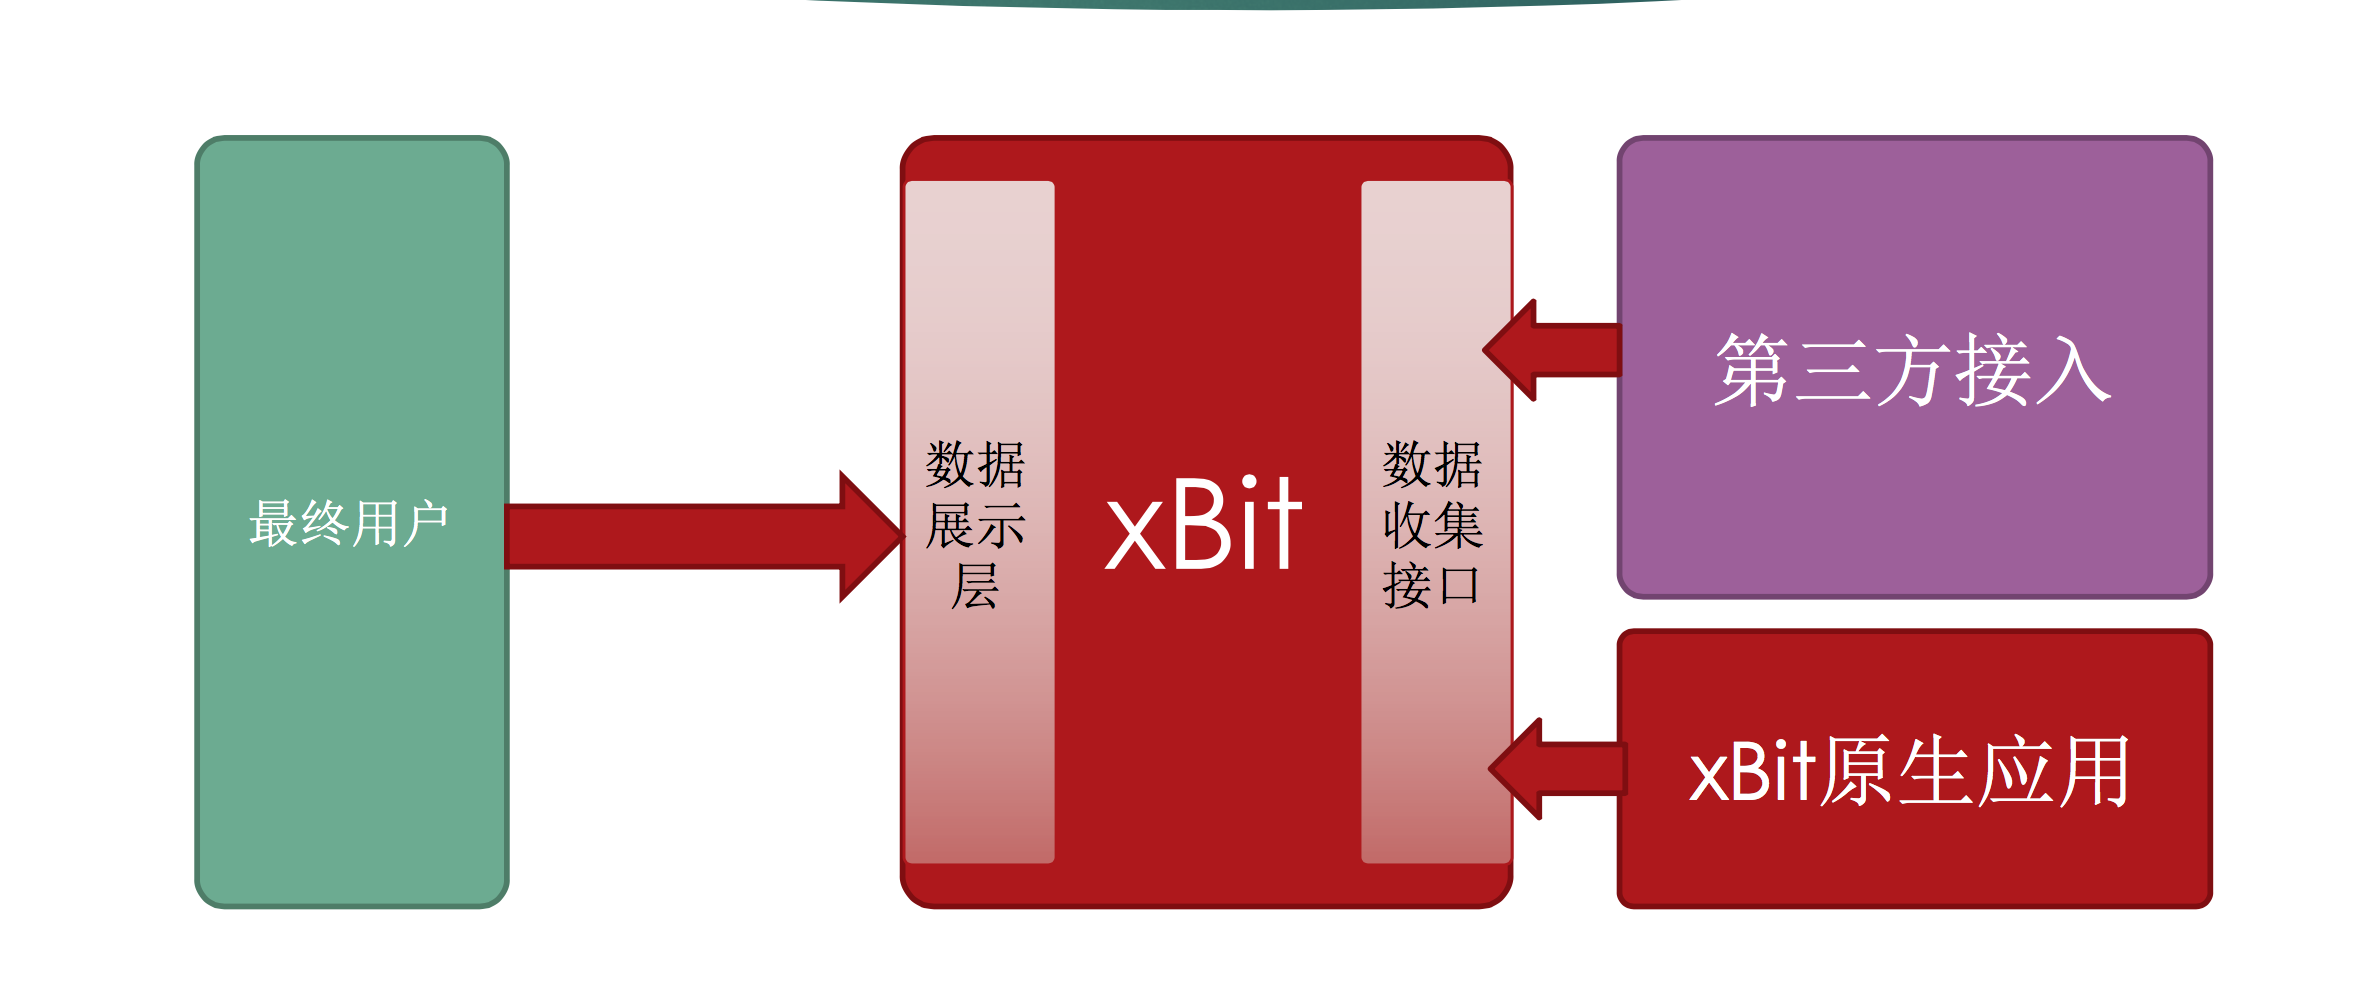 最终用户
数据
展示
层
xBit
数据
收集
接口
第三方接入
xBit原生应用